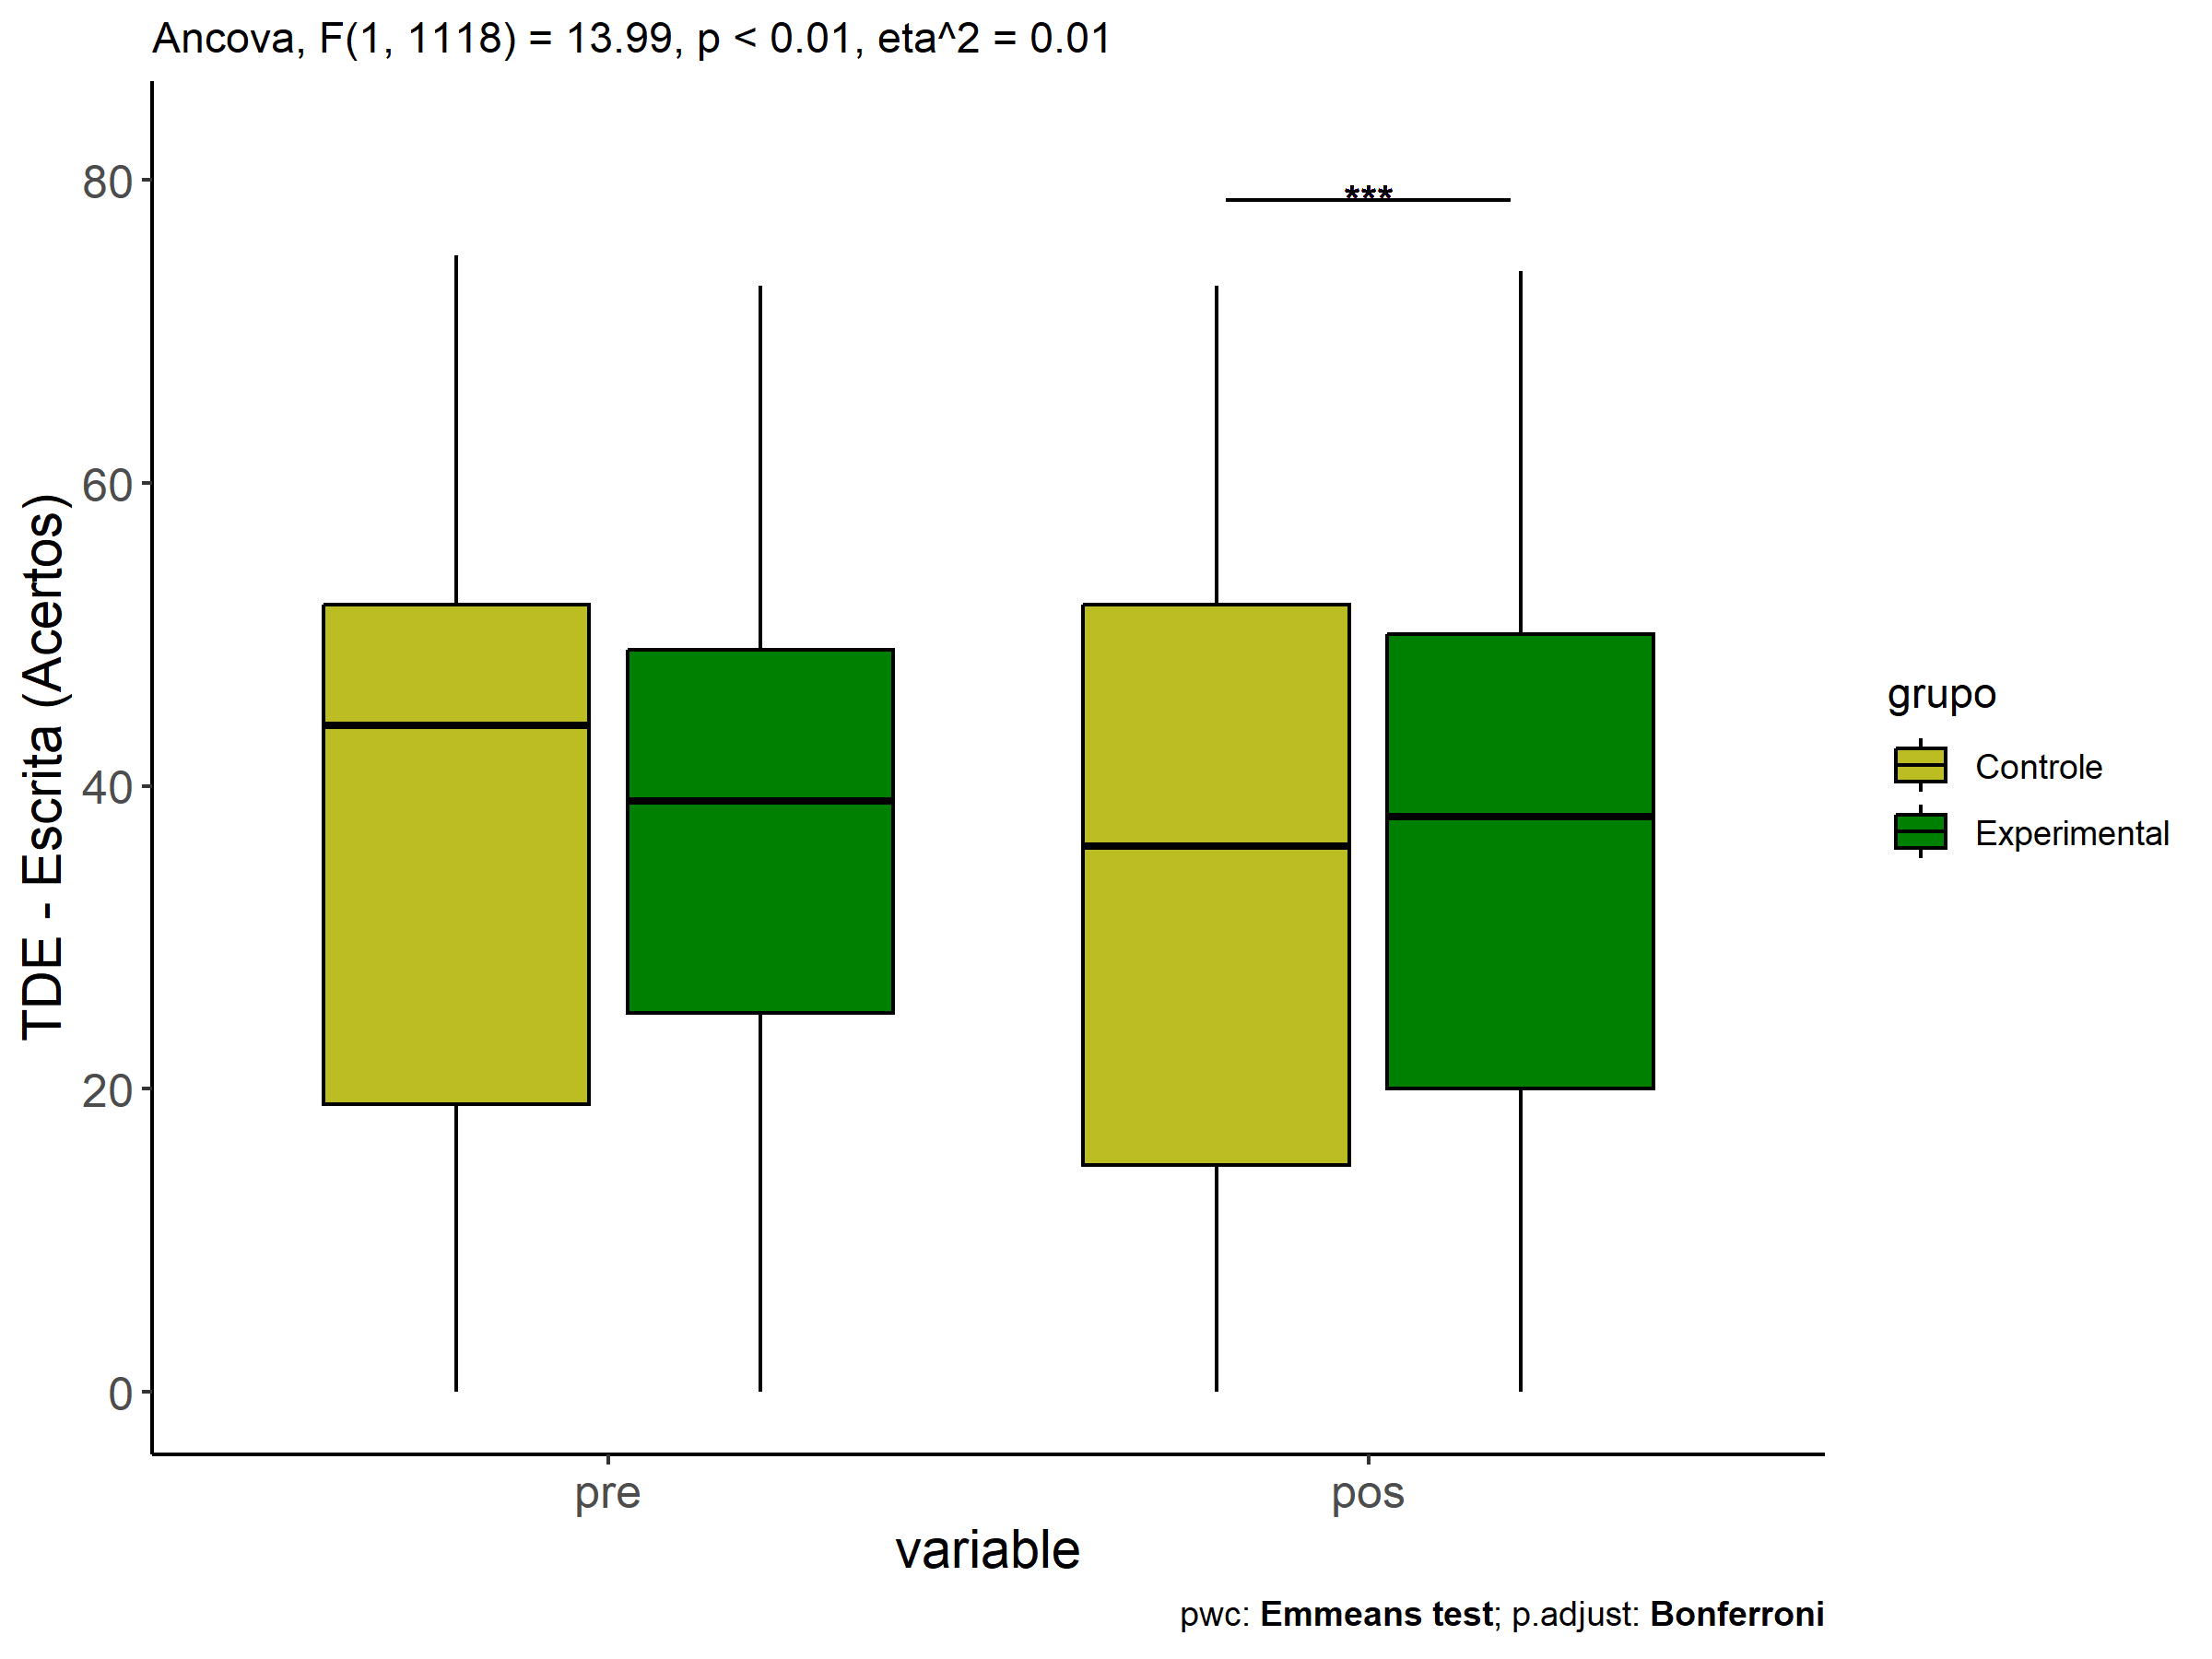 Ancova, F(1, 1118) = 13.99, p < 0.01, eta^2 = 0.01
TDE - Escrita (Acertos)
80
60
40
20
0
***
pre
pos
variable
grupo
Controle
Experimental
pwc: Emmeans test; p.adjust: Bonferroni